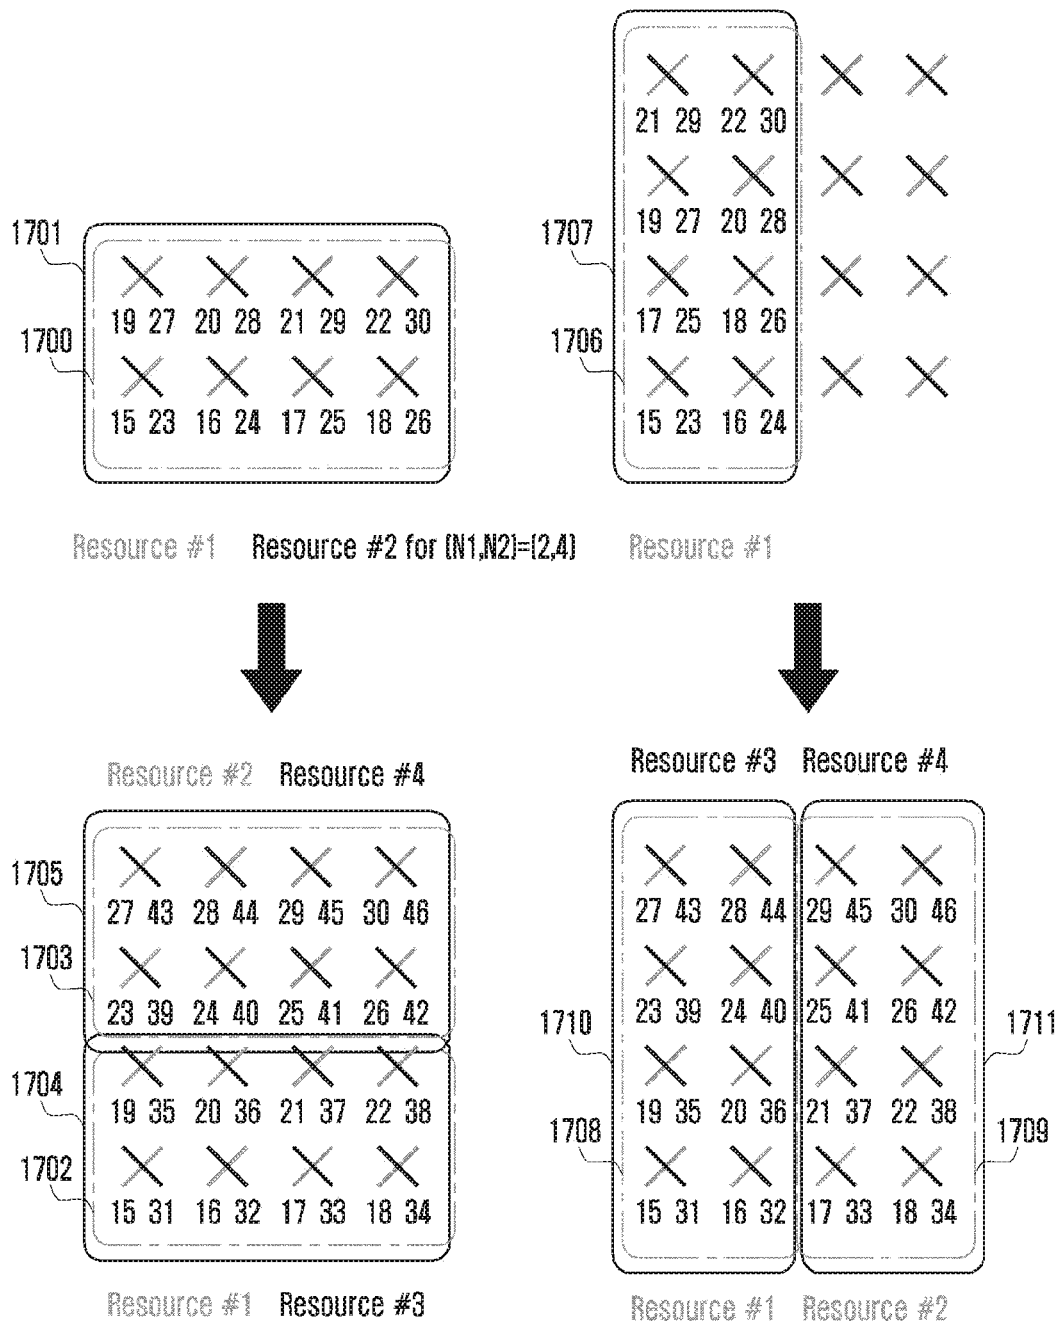 21 29 22 30
19 27 20 28
1701
1707
19 27 20 28 21 29 22 30
17 25 18 26
1700
1706
15 23 16 24 17 25 18 26
15 23 16 24
Resource #1 Resource #2 for (N1,N2)=(2,4) Resource #1
Resource #2 Resource #4
Resource #3 Resource #4
1705
27 43 28 44 29 45 30 46
27 43 28 44 29 45 30 46
1703
23 39 24 40 25 41 26 42
23 39 24 40 25 41 26 42
1710
1711
1704
19 35 20 36 21 37 22 38
19 35 20 36 21 37 22 38
1708
1709
1702
15 31 16 32 17 33 18 34
15 31 16 32 17 33 18 34
Resource #1 Resource #3
Resource #1 Resource #2